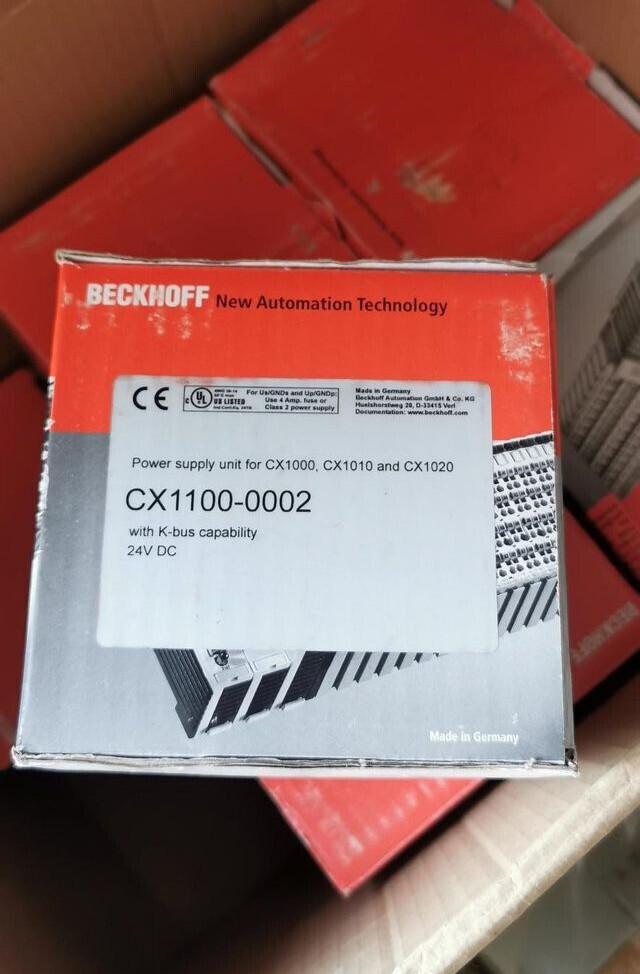 BECKHOFF New Automation Technology
CE
c UL US LISTED
For Us/GNDs and Up/GNDp:
Use 4 Amp. fuse or
Class 2 power supply
Made in Germany
Beckhoff Automation GmbH & Co. KG
Huelshorstweg 20, D-33415 Verl
Documentation: www.beckhoff.com
Power supply unit for CX1000, CX1010 and CX1020
CX1100-0002
with K-bus capability
24V DC
Made in Germany
BECKHOFF